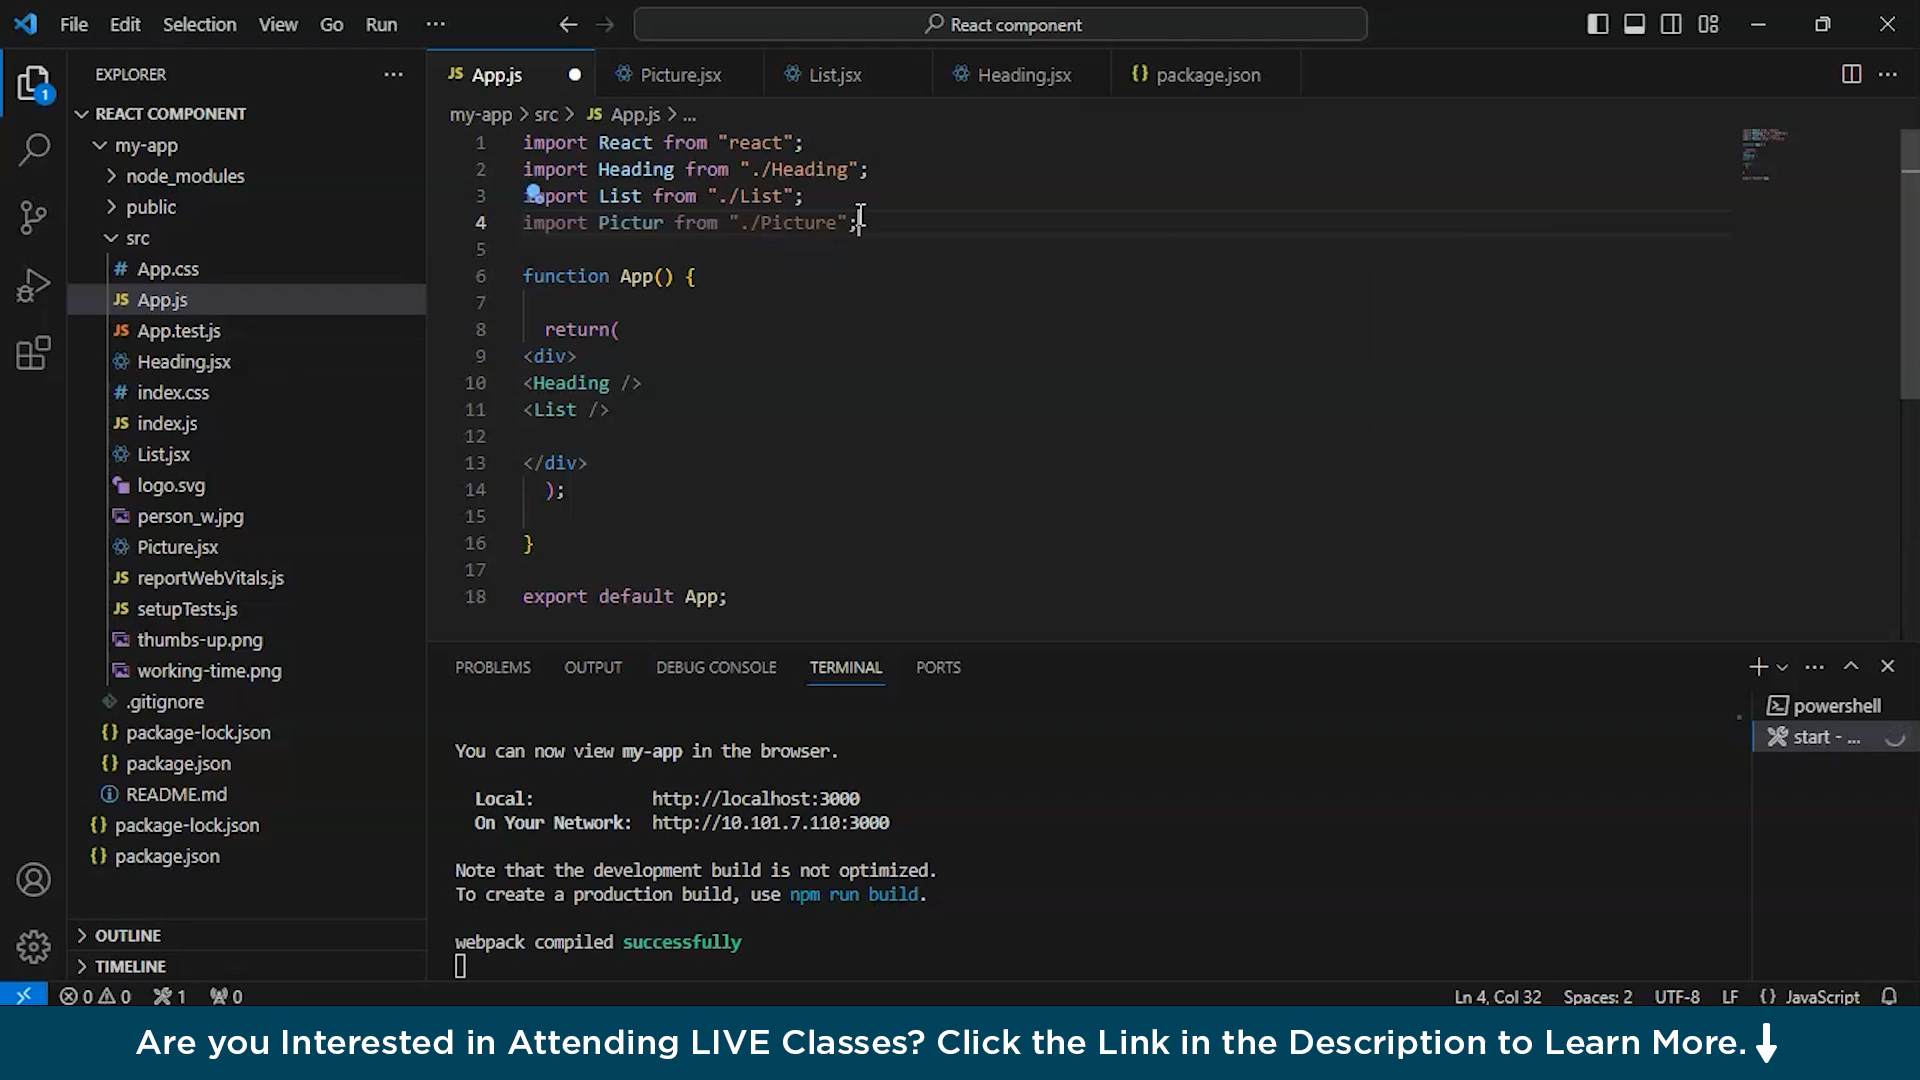 File Edit Selection View Go Run ··· React component
EXPLORER ···
1
REACT COMPONENT
my-app
node_modules
public
src
# App.css
JS App.js
JS App.test.js
Heading.jsx
# index.css
JS index.js
List.jsx
logo.svg
person_w.jpg
Picture.jsx
JS reportWebVitals.js
JS setupTests.js
thumbs-up.png
working-time.png
.gitignore
{} package-lock.json
{} package.json
README.md
{} package-lock.json
{} package.json
OUTLINE
TIMELINE
JS App.js Picture.jsx List.jsx Heading.jsx {} package.json
my-app > src > JS App.js > ...
1 import React from "react";
2 import Heading from "./Heading";
3 import List from "./List";
4 import Pictur from "./Picture";
5
6 function App() {
7
8 return(
9 <div>
10 <Heading />
11 <List />
12
13 </div>
14 );
15
16 }
17
18 export default App;
PROBLEMS OUTPUT DEBUG CONSOLE TERMINAL PORTS
powershell
start - ...
You can now view my-app in the browser.
Local: http://localhost:3000
On Your Network: http://10.101.7.110:3000
Note that the development build is not optimized.
To create a production build, use npm run build.
webpack compiled successfully
0 0 1 0 Ln 4, Col 32 Spaces: 2 UTF-8 LF {} JavaScript
Are you Interested in Attending LIVE Classes? Click the Link in the Description to Learn More.